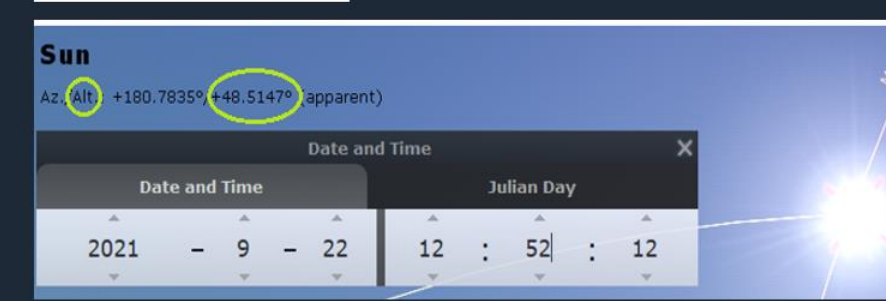 Sun
Az./Alt.: +180.7835°/+48.5147° (apparent)
Date and Time
Date and Time Julian Day
2021 - 9 - 22 12 : 52 : 12